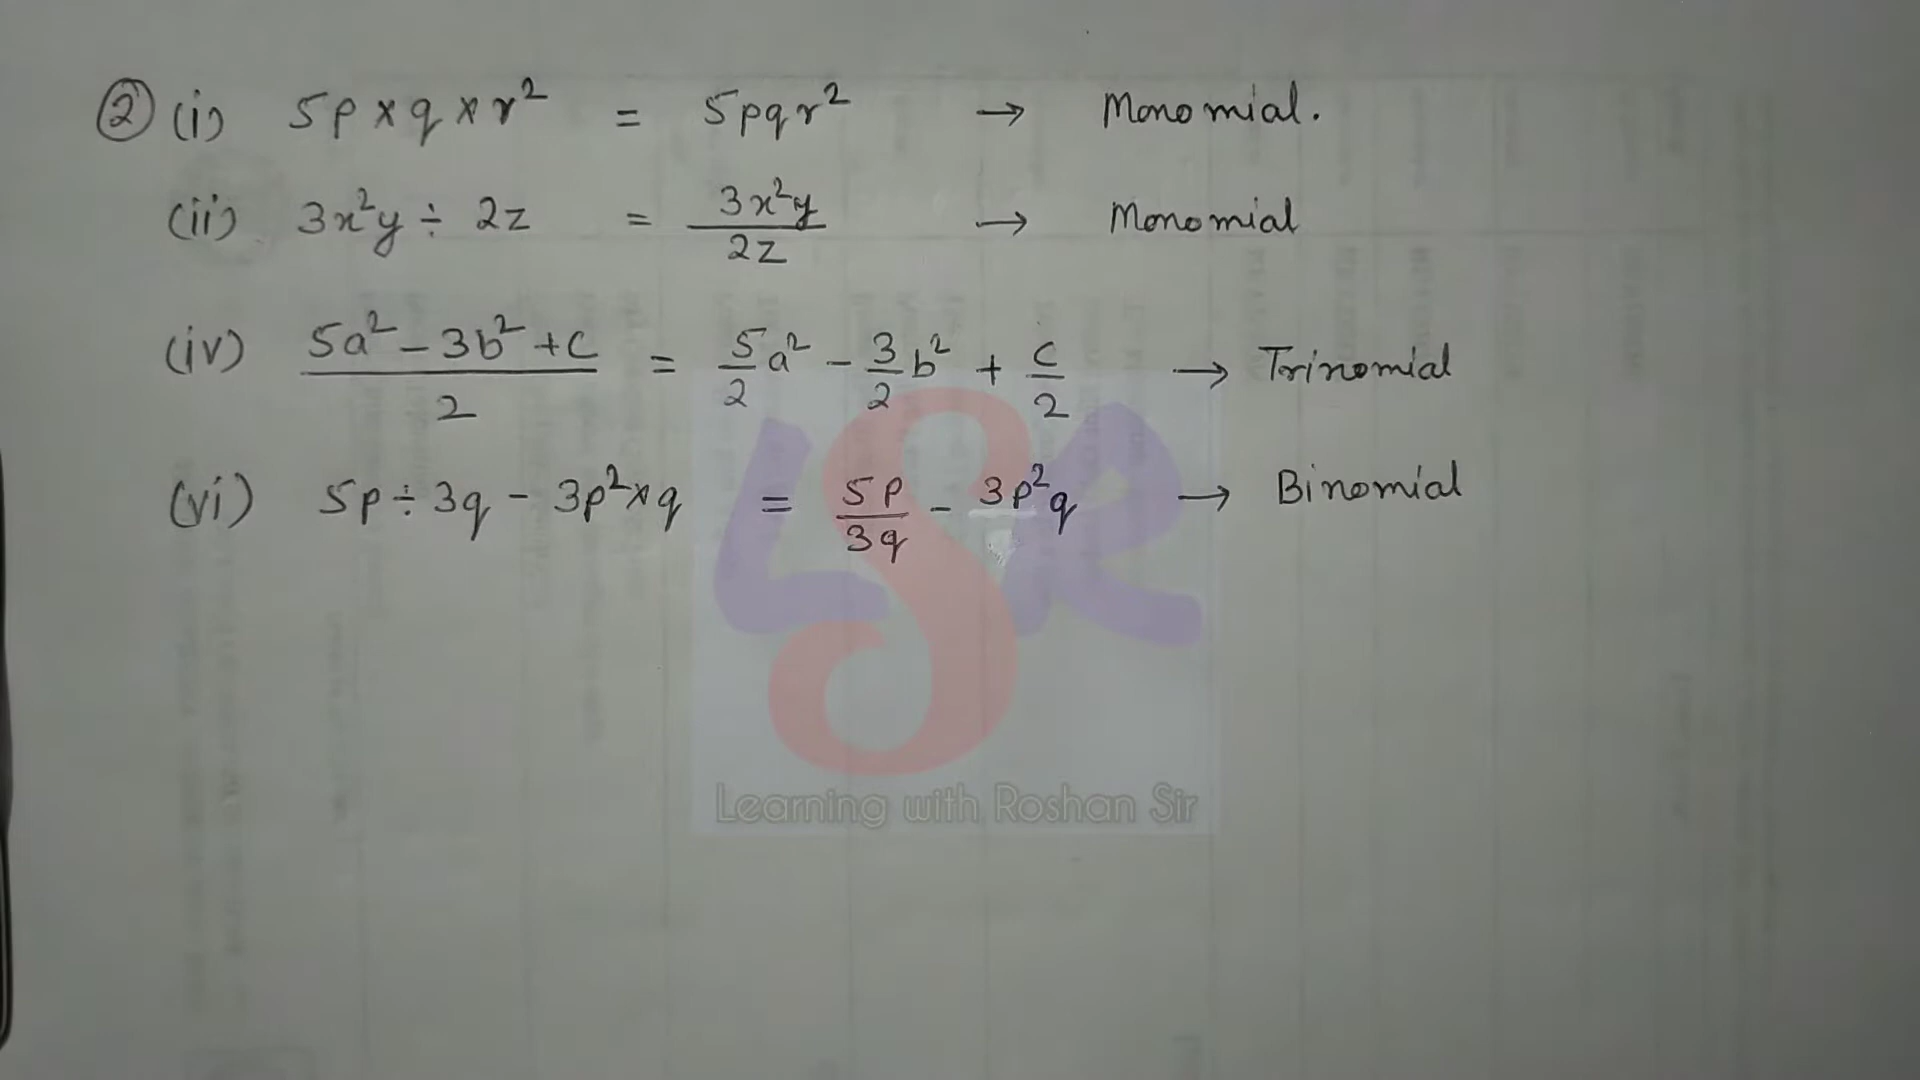 ② (i) 5p × q × r² = 5pqr² → Monomial.
(ii) 3x²y ÷ 2z = 3x²y/2z → Monomial
(iv) (5a² - 3b² + c)/2 = 5/2 a² - 3/2 b² + c/2 → Trinomial
(vi) 5p ÷ 3q - 3p² × q = 5p/3q - 3p²q → Binomial
LSR
Learning with Roshan Sir